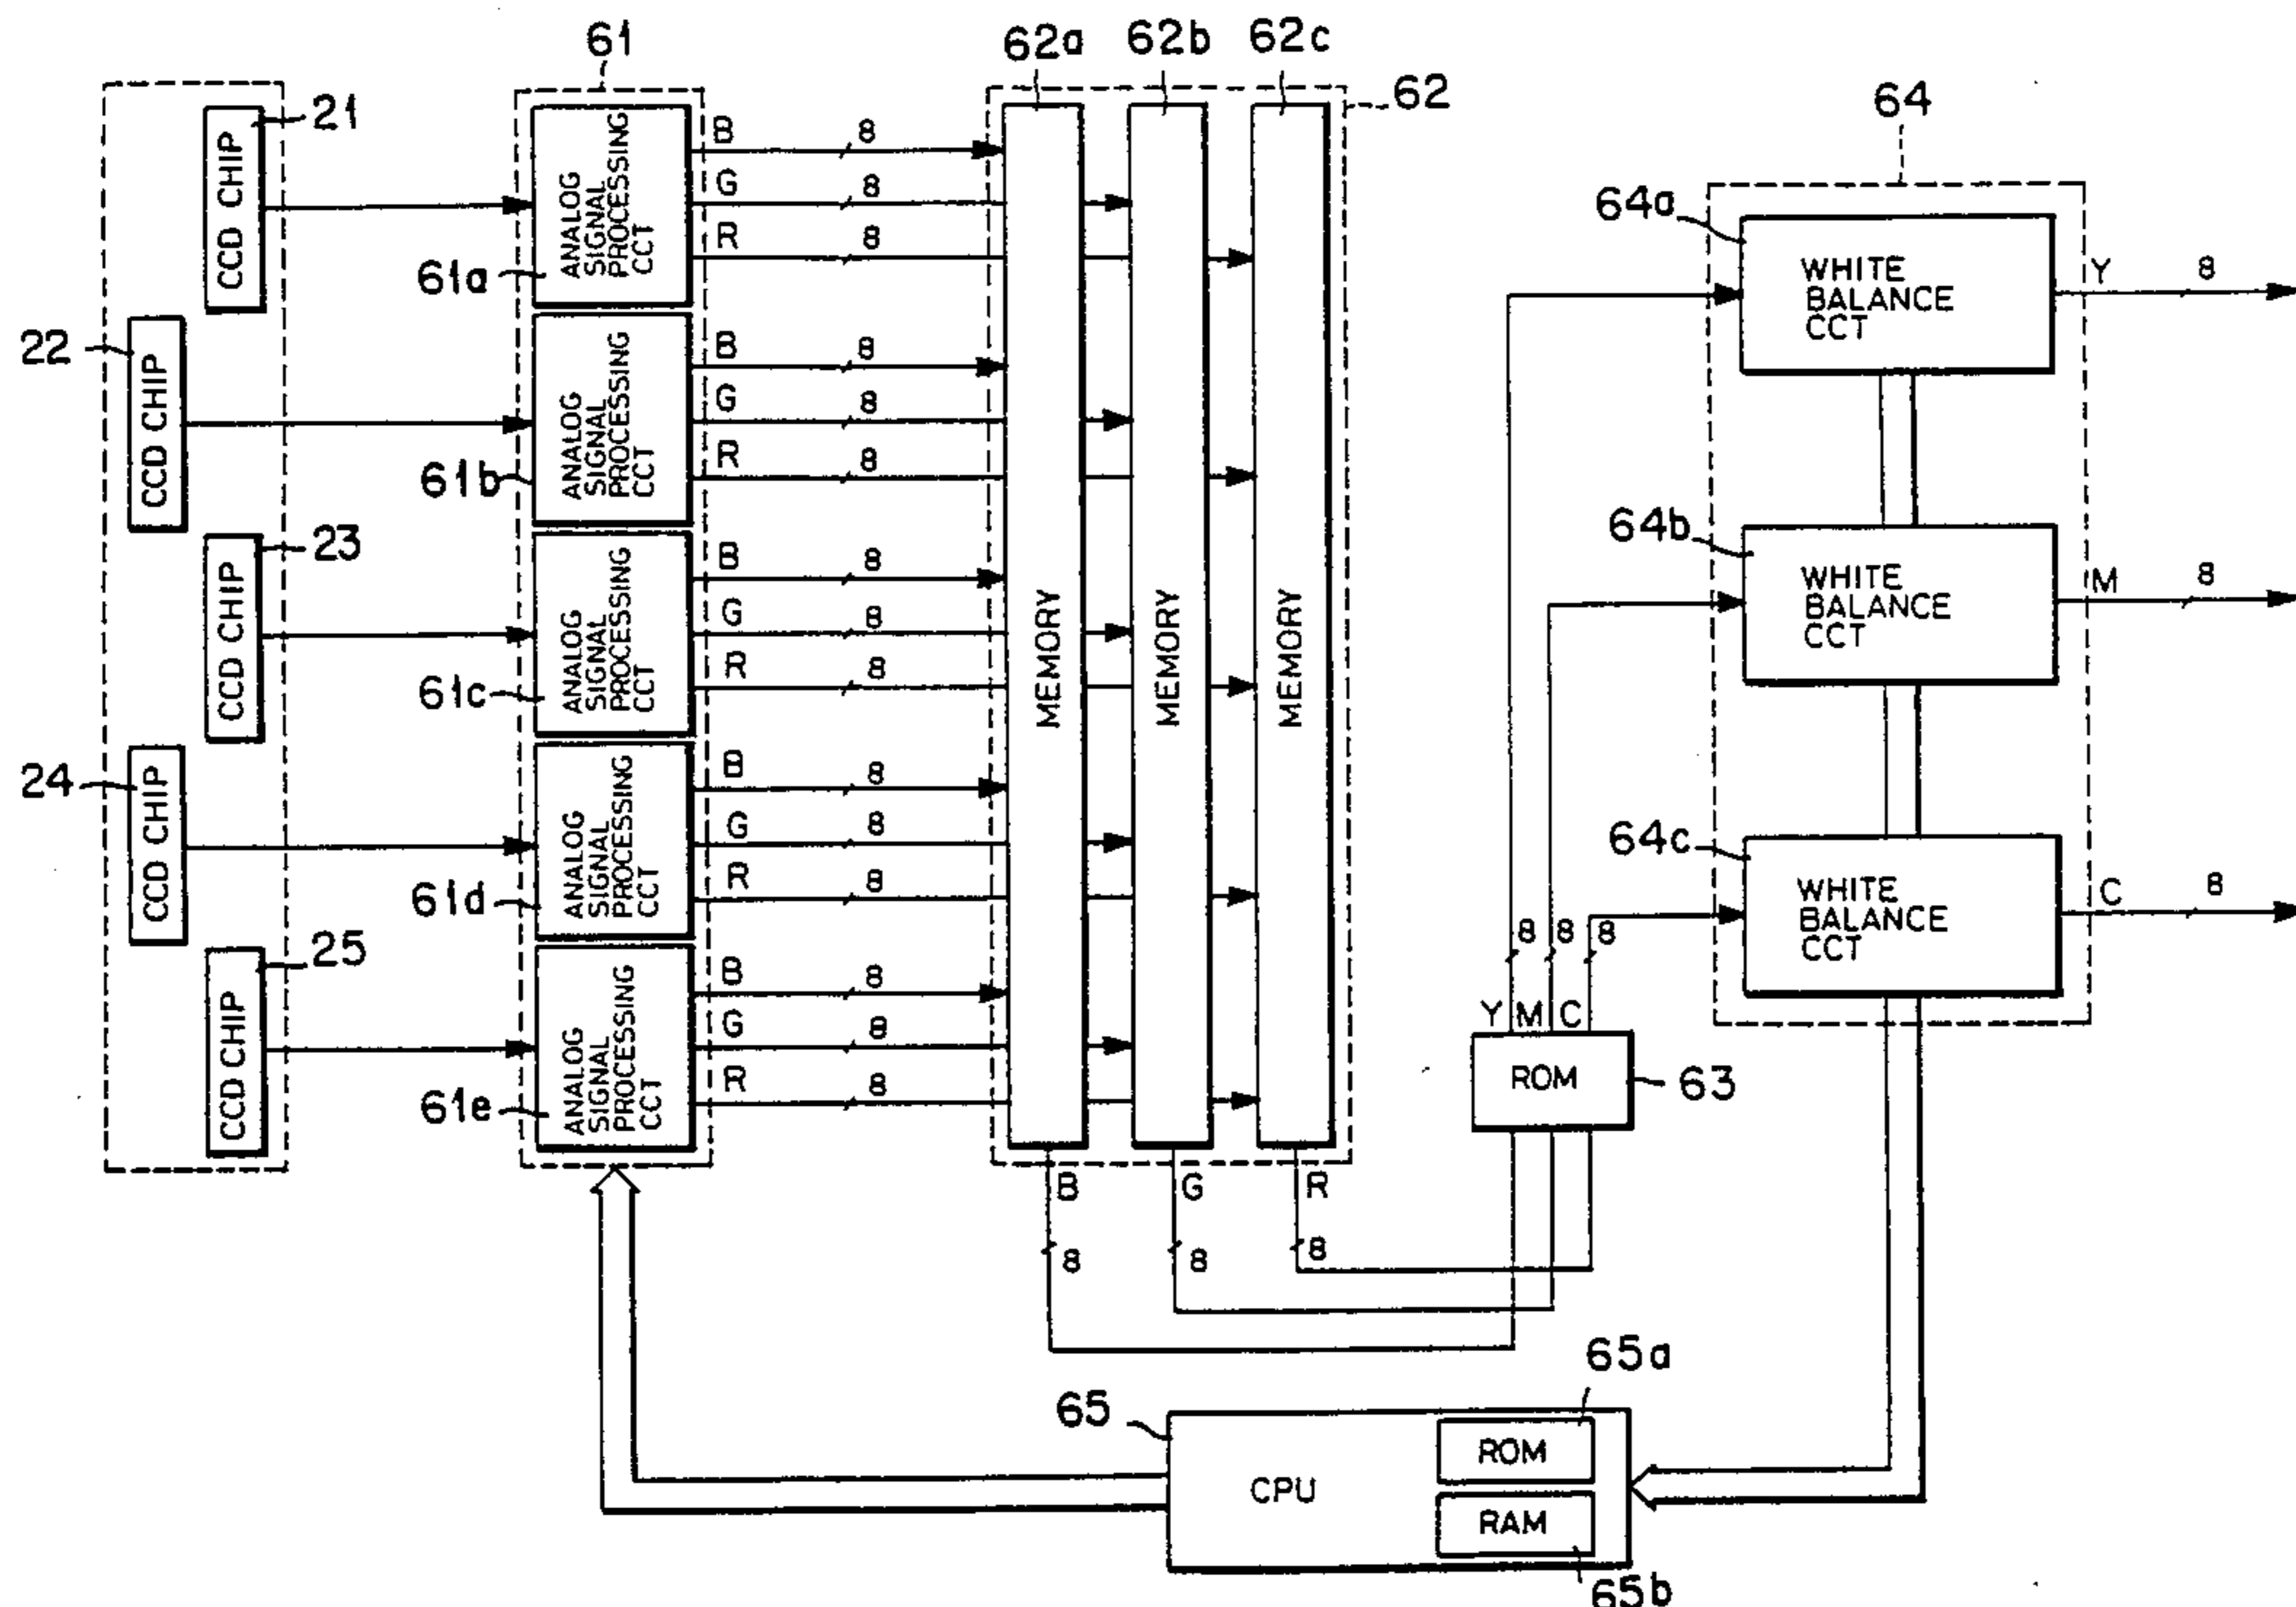 61
62a 62b 62c
62
64
21
CCD CHIP
22
CCD CHIP
23
CCD CHIP
24
CCD CHIP
25
CCD CHIP
ANALOG
SIGNAL
PROCESSING
CCT
61a
B 8
G 8
R 8
ANALOG
SIGNAL
PROCESSING
CCT
61b
B 8
G 8
R 8
ANALOG
SIGNAL
PROCESSING
CCT
61c
B 8
G 8
R 8
ANALOG
SIGNAL
PROCESSING
CCT
61d
B 8
G 8
R 8
ANALOG
SIGNAL
PROCESSING
CCT
61e
B 8
G 8
R 8
MEMORY
MEMORY
MEMORY
B G R
8 8 8
64a
WHITE
BALANCE
CCT
Y 8
64b
WHITE
BALANCE
CCT
M 8
64c
WHITE
BALANCE
CCT
C 8
8 8 8
Y M C
ROM
63
65
CPU
65a
ROM
RAM
65b